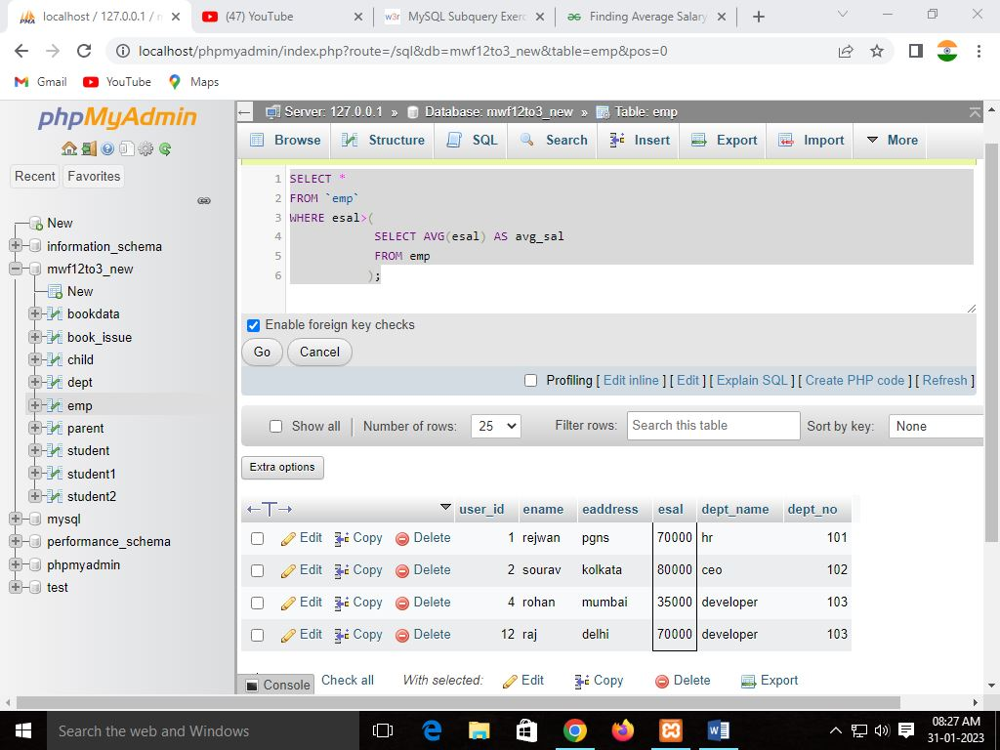 localhost / 127.0.0.1 /
(47) YouTube
w3r MySQL Subquery Exerc
Finding Average Salary
localhost/phpmyadmin/index.php?route=/sql&db=mwf12to3_new&table=emp&pos=0
Gmail YouTube Maps
phpMyAdmin
Recent Favorites
New
information_schema
mwf12to3_new
New
bookdata
book_issue
child
dept
emp
parent
student
student1
student2
mysql
performance_schema
phpmyadmin
test
Server: 127.0.0.1 » Database: mwf12to3_new » Table: emp
Browse Structure SQL Search Insert Export Import More
1 SELECT *
2 FROM `emp`
3 WHERE esal>(
4 SELECT AVG(esal) AS avg_sal
5 FROM emp
6 );
Enable foreign key checks
Go Cancel
Profiling [ Edit inline ] [ Edit ] [ Explain SQL ] [ Create PHP code ] [ Refresh ]
Show all Number of rows: 25 Filter rows: Search this table Sort by key: None
Extra options
←T→ user_id ename eaddress esal dept_name dept_no
Edit Copy Delete 1 rejwan pgns 70000 hr 101
Edit Copy Delete 2 sourav kolkata 80000 ceo 102
Edit Copy Delete 4 rohan mumbai 35000 developer 103
Edit Copy Delete 12 raj delhi 70000 developer 103
Console Check all With selected: Edit Copy Delete Export
Search the web and Windows
08:27 AM
31-01-2023